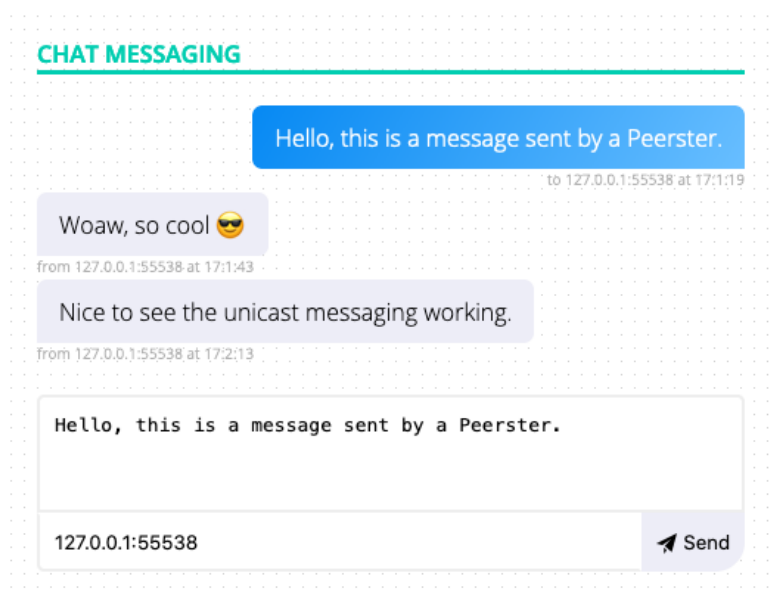 CHAT MESSAGING
Hello, this is a message sent by a Peerster.
to 127.0.0.1:55538 at 17:1:19
Woaw, so cool 😎
from 127.0.0.1:55538 at 17:1:43
Nice to see the unicast messaging working.
from 127.0.0.1:55538 at 17:2:13
Hello, this is a message sent by a Peerster.
127.0.0.1:55538
Send